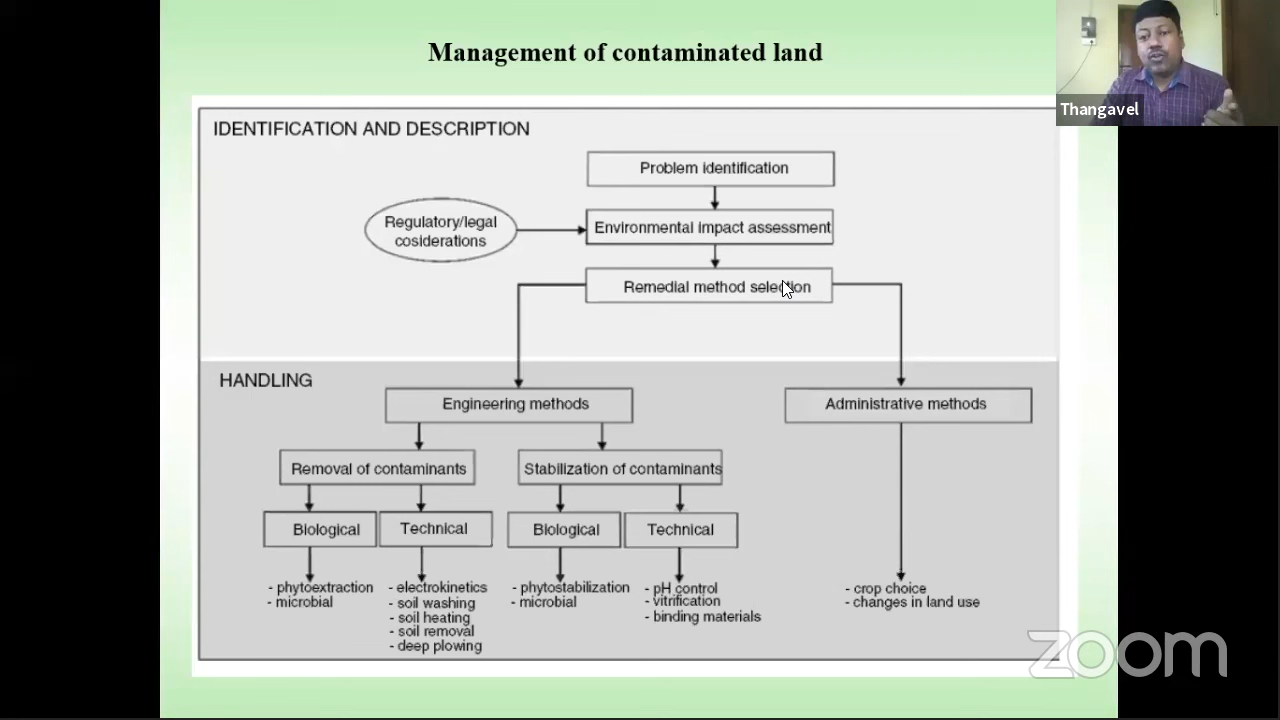 Management of contaminated land
Thangavel
IDENTIFICATION AND DESCRIPTION
Problem identification
Regulatory/legal
cosiderations
Environmental impact assessment
Remedial method selection
HANDLING
Engineering methods
Administrative methods
Removal of contaminants
Stabilization of contaminants
Biological
Technical
Biological
Technical
- phytoextraction
- microbial
- electrokinetics
- soil washing
- soil heating
- soil removal
- deep plowing
- phytostabilization
- microbial
- pH control
- vitrification
- binding materials
- crop choice
- changes in land use
zoom